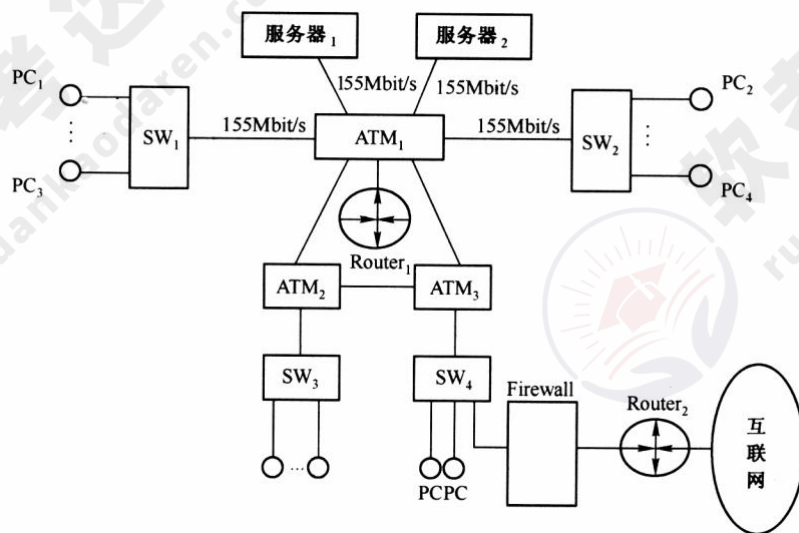 服务器1
服务器2
PC1
PC2
155Mbit/s
155Mbit/s
SW1
155Mbit/s
ATM1
155Mbit/s
SW2
PC3
PC4
Router1
ATM2
ATM3
SW3
SW4
Firewall
Router2
互联网
...
PCPC